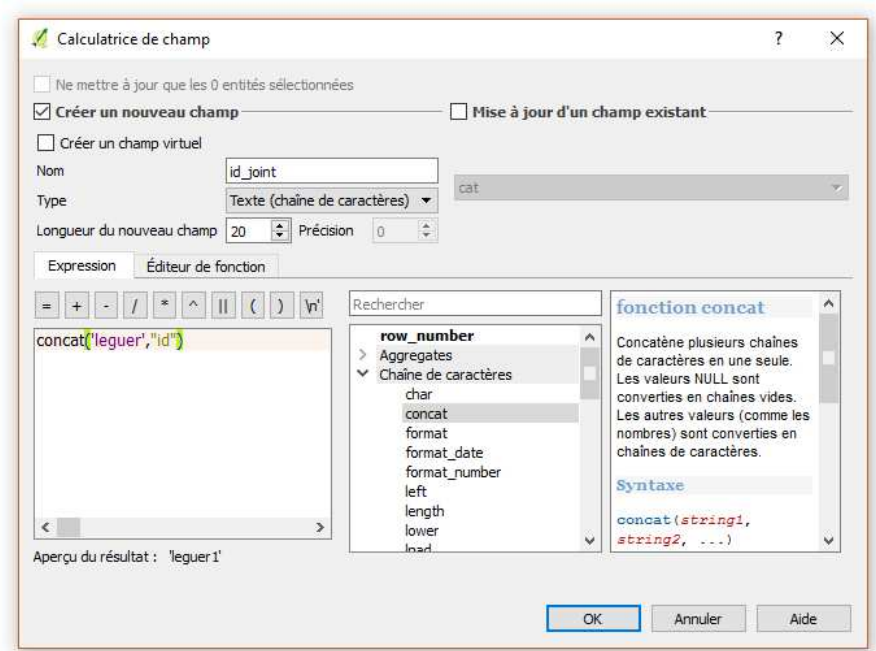 Calculatrice de champ
?
Ne mettre à jour que les 0 entités sélectionnées
Créer un nouveau champ
Mise à jour d'un champ existant
Créer un champ virtuel
Nom
id_joint
cat
Type
Texte (chaîne de caractères)
Longueur du nouveau champ
20
Précision
0
Expression
Éditeur de fonction
= + - / * ^ || ( ) \n'
concat('leguer',"id")
Aperçu du résultat : 'leguer1'
Rechercher
row_number
Aggregates
Chaîne de caractères
char
concat
format
format_date
format_number
left
length
lower
lpad
fonction concat
Concatène plusieurs chaînes
de caractères en une seule.
Les valeurs NULL sont
converties en chaînes vides.
Les autres valeurs (comme les
nombres) sont converties en
chaînes de caractères.
Syntaxe
concat(string1,
string2, ...)
OK
Annuler
Aide